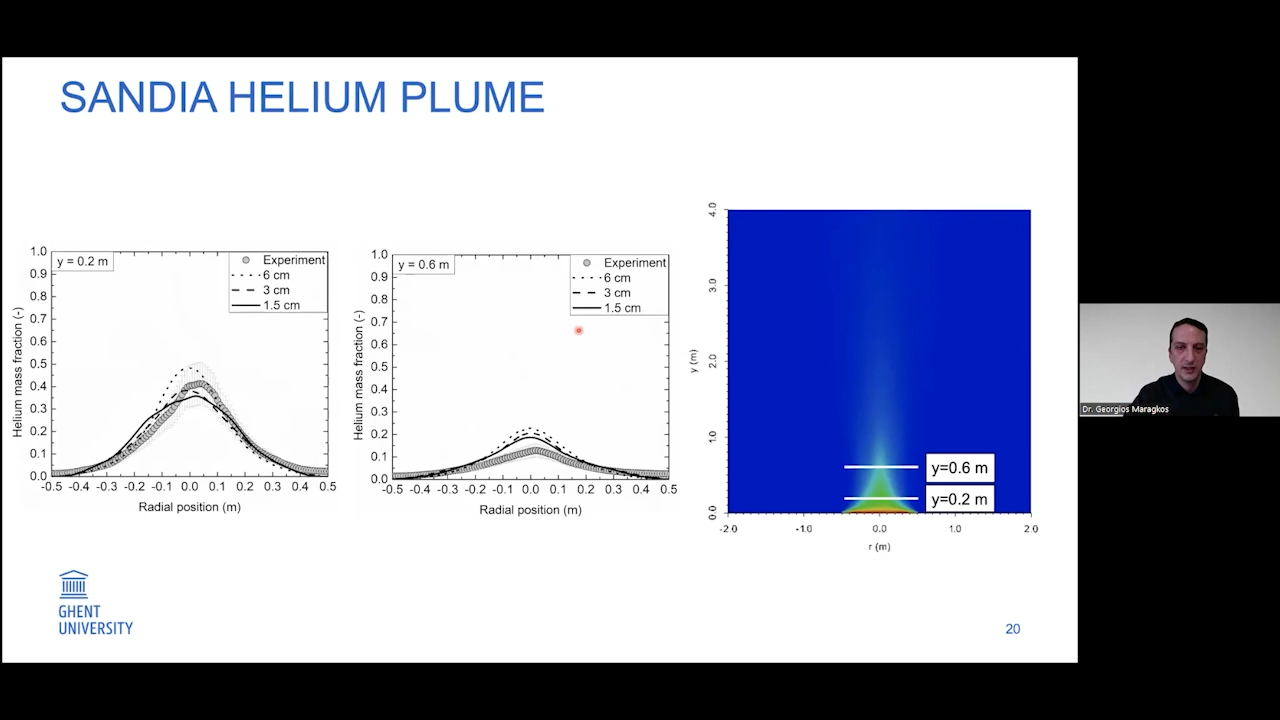 SANDIA HELIUM PLUME
y = 0.2 m
Experiment
6 cm
3 cm
1.5 cm
Helium mass fraction (-)
1.0
0.9
0.8
0.7
0.6
0.5
0.4
0.3
0.2
0.1
0.0
-0.5 -0.4 -0.3 -0.2 -0.1 0.0 0.1 0.2 0.3 0.4 0.5
Radial position (m)
y = 0.6 m
Experiment
6 cm
3 cm
1.5 cm
Helium mass fraction (-)
1.0
0.9
0.8
0.7
0.6
0.5
0.4
0.3
0.2
0.1
0.0
-0.5 -0.4 -0.3 -0.2 -0.1 0.0 0.1 0.2 0.3 0.4 0.5
Radial position (m)
y (m)
4.0
3.0
2.0
1.0
0.0
y=0.6 m
y=0.2 m
-2.0 -1.0 0.0 1.0 2.0
r (m)
Dr. Georgios Maragkos
GHENT
UNIVERSITY
20